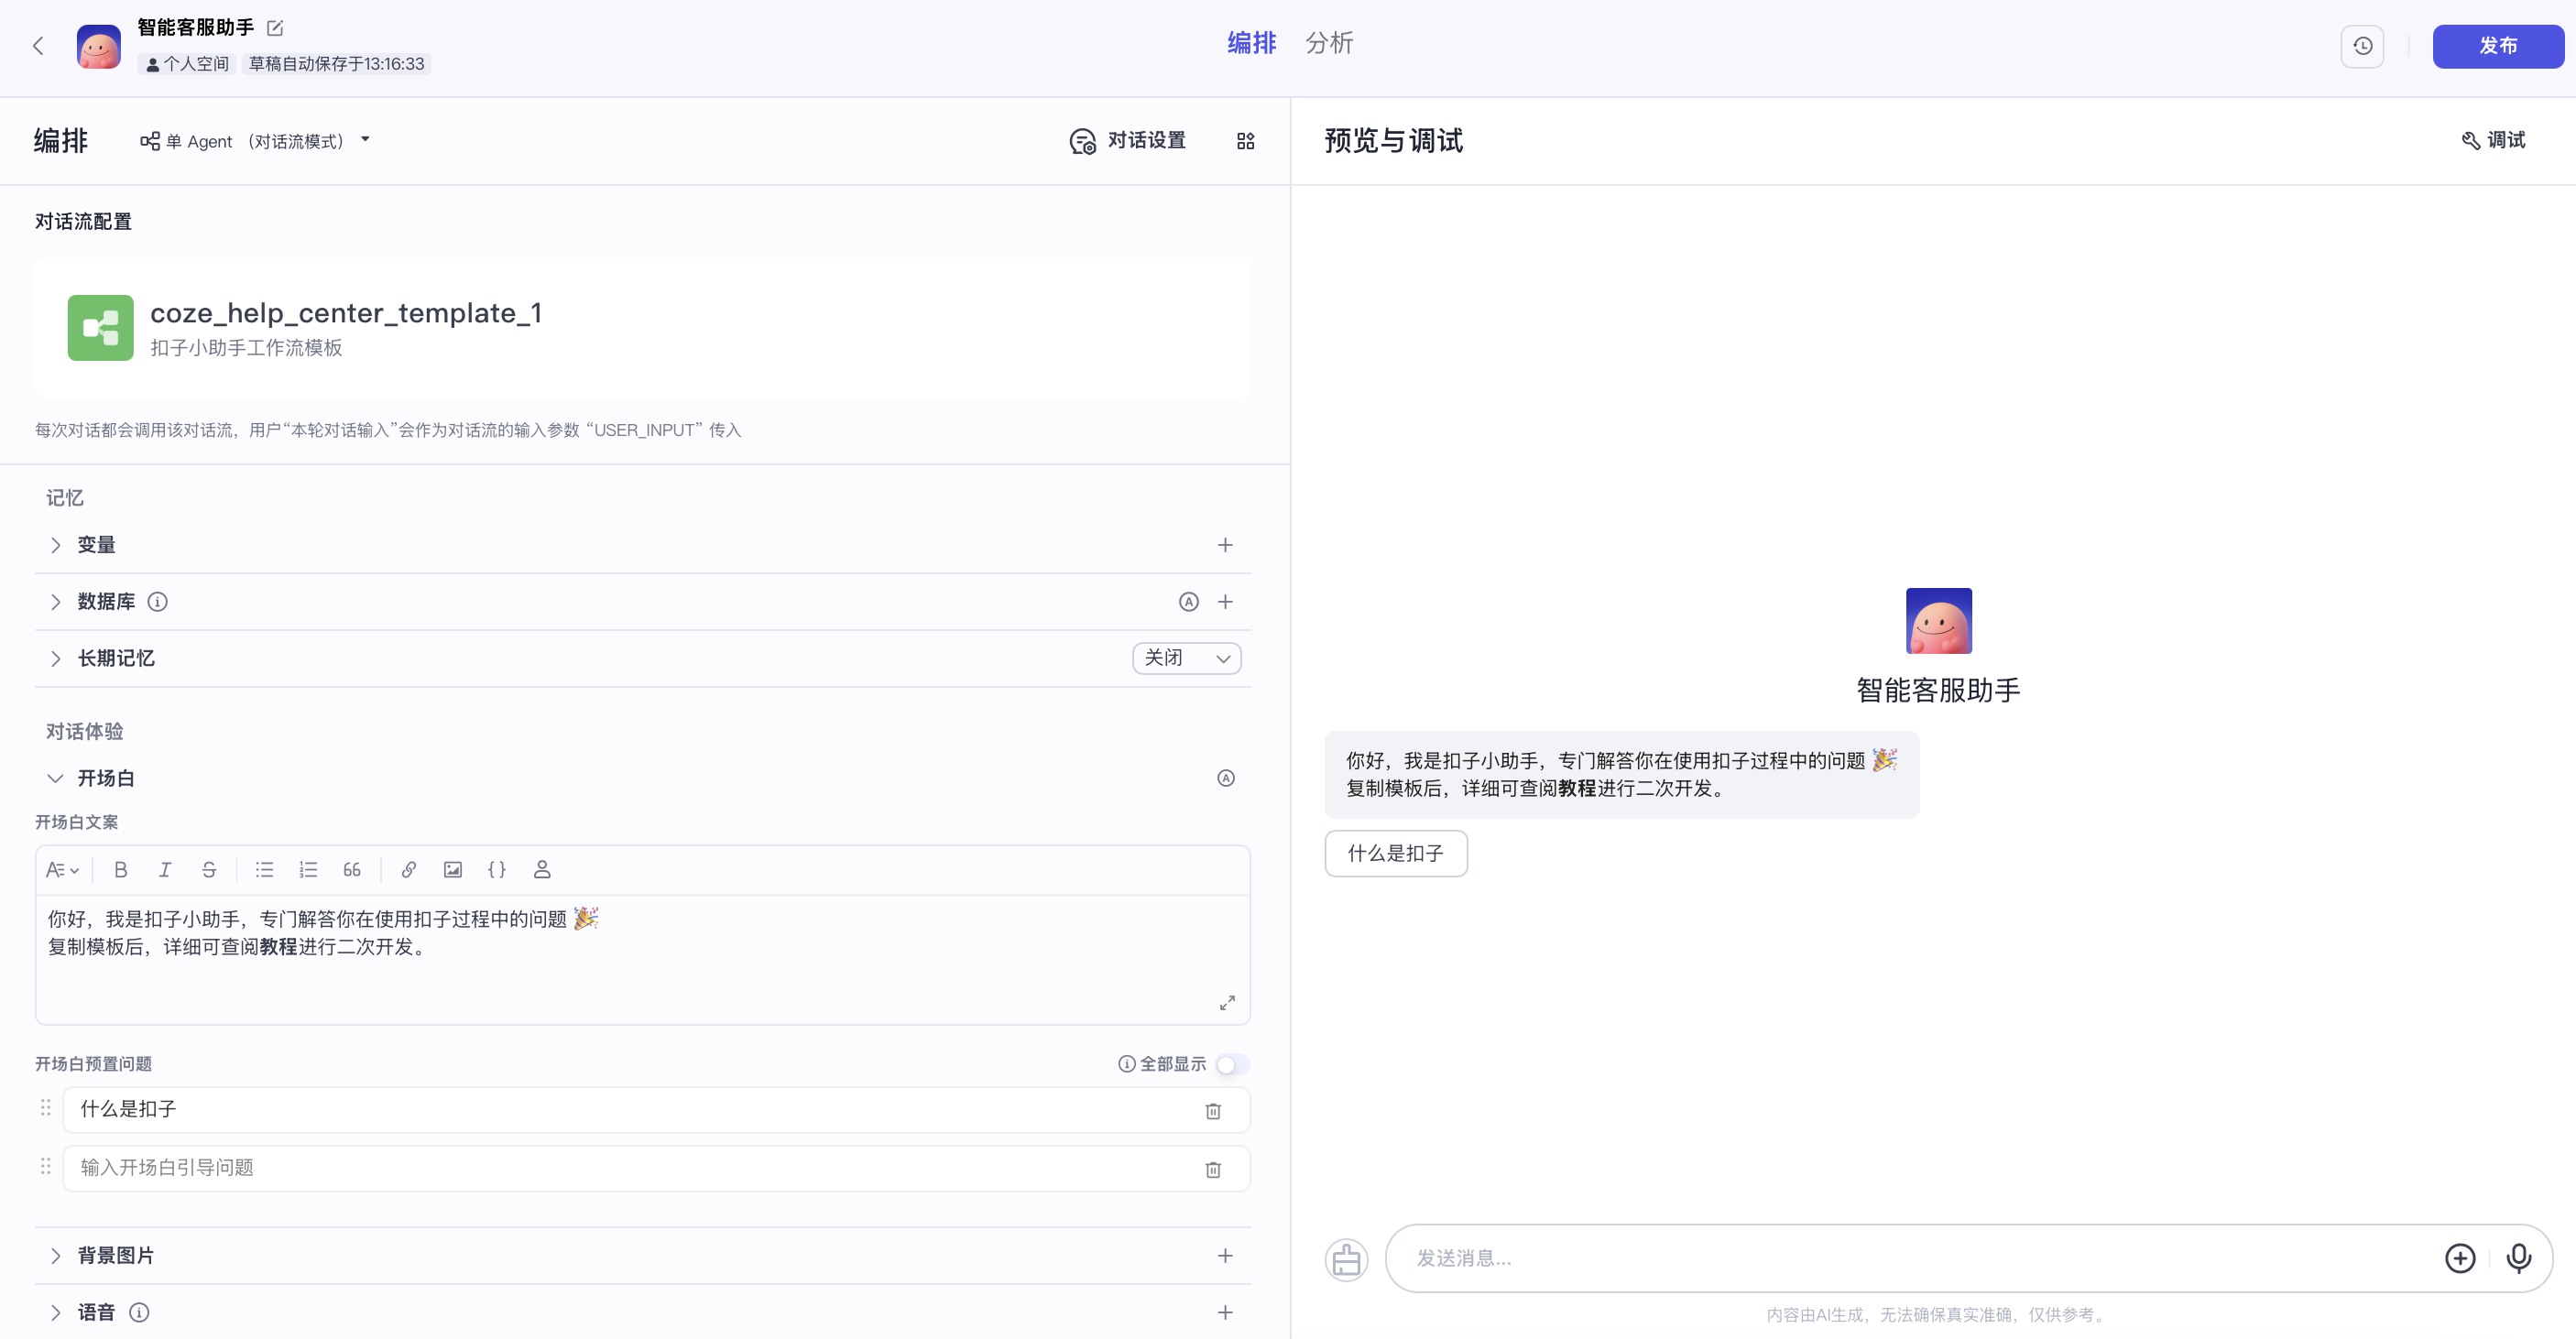 智能客服助手
个人空间 草稿自动保存于13:16:33
编排 分析
发布
编排 单 Agent （对话流模式）
对话设置
对话流配置
coze_help_center_template_1
扣子小助手工作流模板
每次对话都会调用该对话流，用户“本轮对话输入”会作为对话流的输入参数 “USER_INPUT” 传入
记忆
变量
数据库
长期记忆 关闭
对话体验
开场白
开场白文案
你好，我是扣子小助手，专门解答你在使用扣子过程中的问题 🎉
复制模板后，详细可查阅教程进行二次开发。
开场白预置问题 全部显示
什么是扣子
输入开场白引导问题
背景图片
语音
预览与调试 调试
智能客服助手
你好，我是扣子小助手，专门解答你在使用扣子过程中的问题 🎉
复制模板后，详细可查阅教程进行二次开发。
什么是扣子
发送消息...
内容由AI生成，无法确保真实准确，仅供参考。